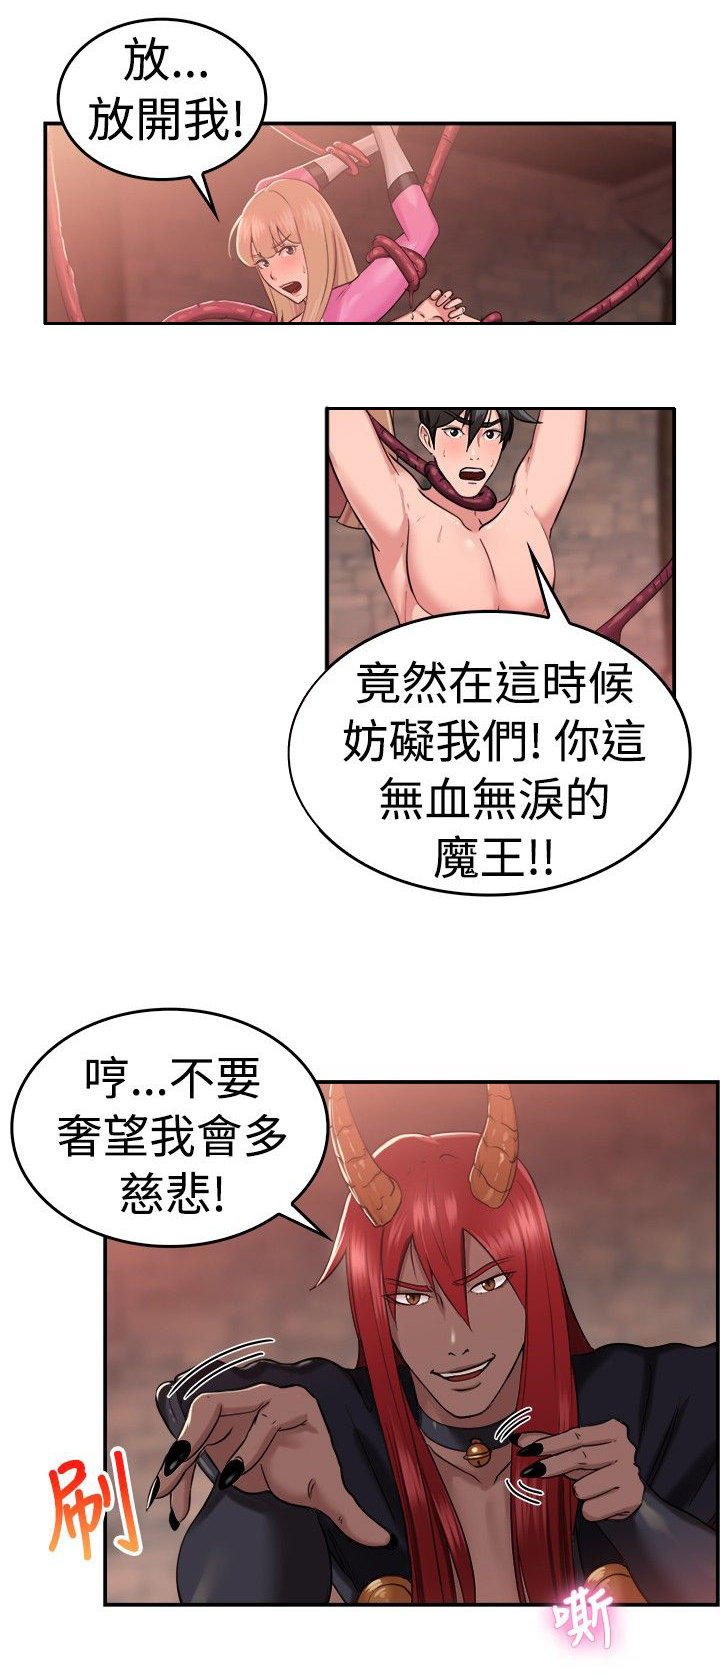 放...
放開我!
竟然在這時候
妨礙我們! 你這
無血無淚的
魔王!!
哼...不要
奢望我會多
慈悲!
刷
嘶